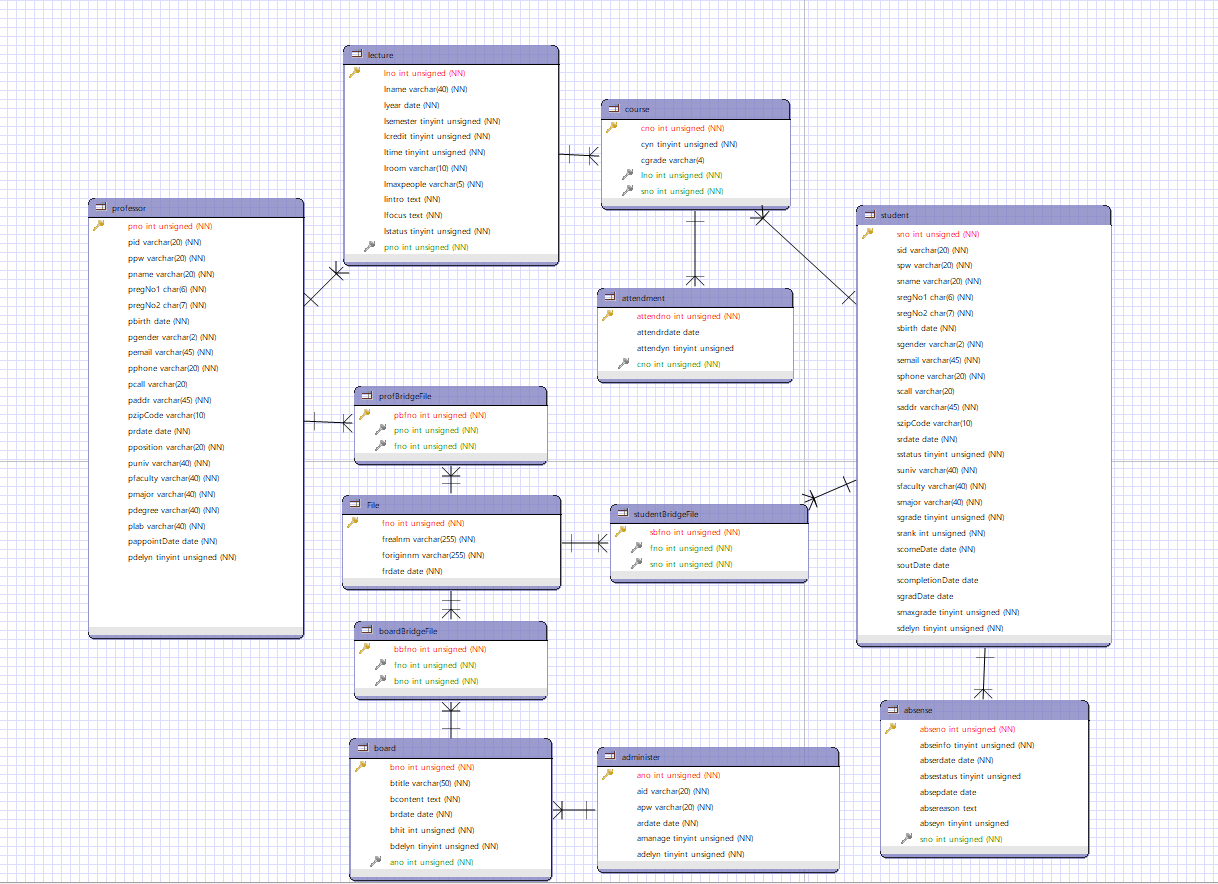 lecture
lno int unsigned (NN)
lname varchar(40) (NN)
lyear date (NN)
lsemester tinyint unsigned (NN)
lcredit tinyint unsigned (NN)
ltime tinyint unsigned (NN)
lroom varchar(10) (NN)
lmaxpeople varchar(5) (NN)
lintro text (NN)
lfocus text (NN)
lstatus tinyint unsigned (NN)
pno int unsigned (NN)
course
cno int unsigned (NN)
cyn tinyint unsigned (NN)
cgrade varchar(4)
lno int unsigned (NN)
sno int unsigned (NN)
professor
pno int unsigned (NN)
pid varchar(20) (NN)
ppw varchar(20) (NN)
pname varchar(20) (NN)
pregNo1 char(6) (NN)
pregNo2 char(7) (NN)
pbirth date (NN)
pgender varchar(2) (NN)
pemail varchar(45) (NN)
pphone varchar(20) (NN)
pcall varchar(20)
paddr varchar(45) (NN)
pzipCode varchar(10)
prdate date (NN)
pposition varchar(20) (NN)
puniv varchar(40) (NN)
pfaculty varchar(40) (NN)
pmajor varchar(40) (NN)
pdegree varchar(40) (NN)
plab varchar(40) (NN)
pappointDate date (NN)
pdelyn tinyint unsigned (NN)
student
sno int unsigned (NN)
sid varchar(20) (NN)
spw varchar(20) (NN)
sname varchar(20) (NN)
sregNo1 char(6) (NN)
sregNo2 char(7) (NN)
sbirth date (NN)
sgender varchar(2) (NN)
semail varchar(45) (NN)
sphone varchar(20) (NN)
scall varchar(20)
saddr varchar(45) (NN)
szipCode varchar(10)
srdate date (NN)
sstatus tinyint unsigned (NN)
suniv varchar(40) (NN)
sfaculty varchar(40) (NN)
smajor varchar(40) (NN)
sgrade tinyint unsigned (NN)
srank int unsigned (NN)
scomeDate date (NN)
soutDate date
scompletionDate date
sgradDate date
smaxgrade tinyint unsigned (NN)
sdelyn tinyint unsigned (NN)
attendment
attendno int unsigned (NN)
attendrdate date
attendyn tinyint unsigned
cno int unsigned (NN)
profBridgeFile
pbfno int unsigned (NN)
pno int unsigned (NN)
fno int unsigned (NN)
File
fno int unsigned (NN)
frealnm varchar(255) (NN)
foriginnm varchar(255) (NN)
frdate date (NN)
studentBridgeFile
sbfno int unsigned (NN)
fno int unsigned (NN)
sno int unsigned (NN)
boardBridgeFile
bbfno int unsigned (NN)
fno int unsigned (NN)
bno int unsigned (NN)
board
bno int unsigned (NN)
btitle varchar(50) (NN)
bcontent text (NN)
brdate date (NN)
bhit int unsigned (NN)
bdelyn tinyint unsigned (NN)
ano int unsigned (NN)
administer
ano int unsigned (NN)
aid varchar(20) (NN)
apw varchar(20) (NN)
ardate date (NN)
amanage tinyint unsigned (NN)
adelyn tinyint unsigned (NN)
absense
abseno int unsigned (NN)
abseinfo tinyint unsigned (NN)
abserdate date (NN)
absestatus tinyint unsigned
absepdate date
absereason text
abseyn tinyint unsigned
sno int unsigned (NN)